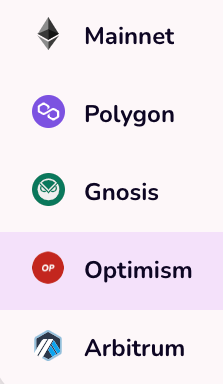 Mainnet
Polygon
Gnosis
OP Optimism
Arbitrum